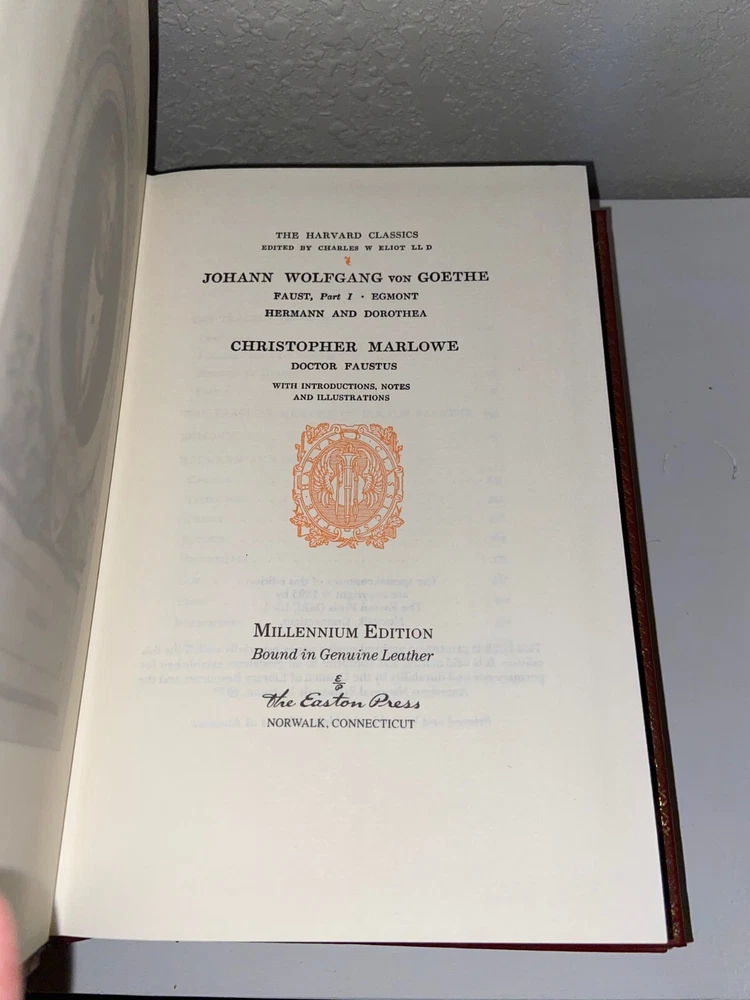 THE HARVARD CLASSICS
EDITED BY CHARLES W ELIOT LL D
JOHANN WOLFGANG VON GOETHE
FAUST, Part I · EGMONT
HERMANN AND DOROTHEA
CHRISTOPHER MARLOWE
DOCTOR FAUSTUS
WITH INTRODUCTIONS, NOTES
AND ILLUSTRATIONS
MILLENNIUM EDITION
Bound in Genuine Leather
The Easton Press
NORWALK, CONNECTICUT